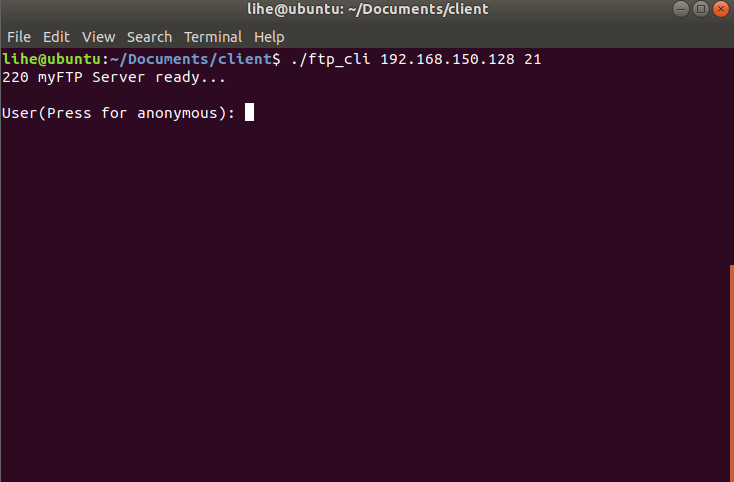 lihe@ubuntu: ~/Documents/client
File Edit View Search Terminal Help
lihe@ubuntu:~/Documents/client$ ./ftp_cli 192.168.150.128 21
220 myFTP Server ready...
User(Press for anonymous):